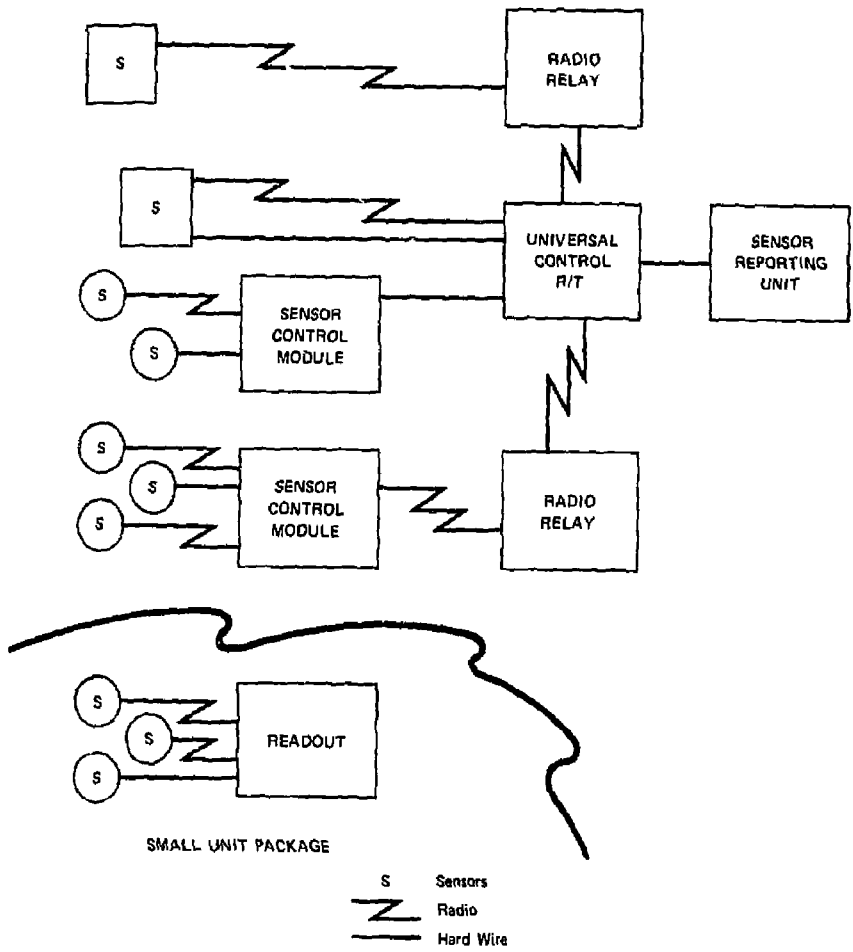 S
RADIO
RELAY
S
UNIVERSAL
CONTROL
R/T
SENSOR
REPORTING
UNIT
S
SENSOR
CONTROL
MODULE
S
S
SENSOR
CONTROL
MODULE
S
S
RADIO
RELAY
S
READOUT
S
S
SMALL UNIT PACKAGE
S Sensors
Radio
Hard Wire